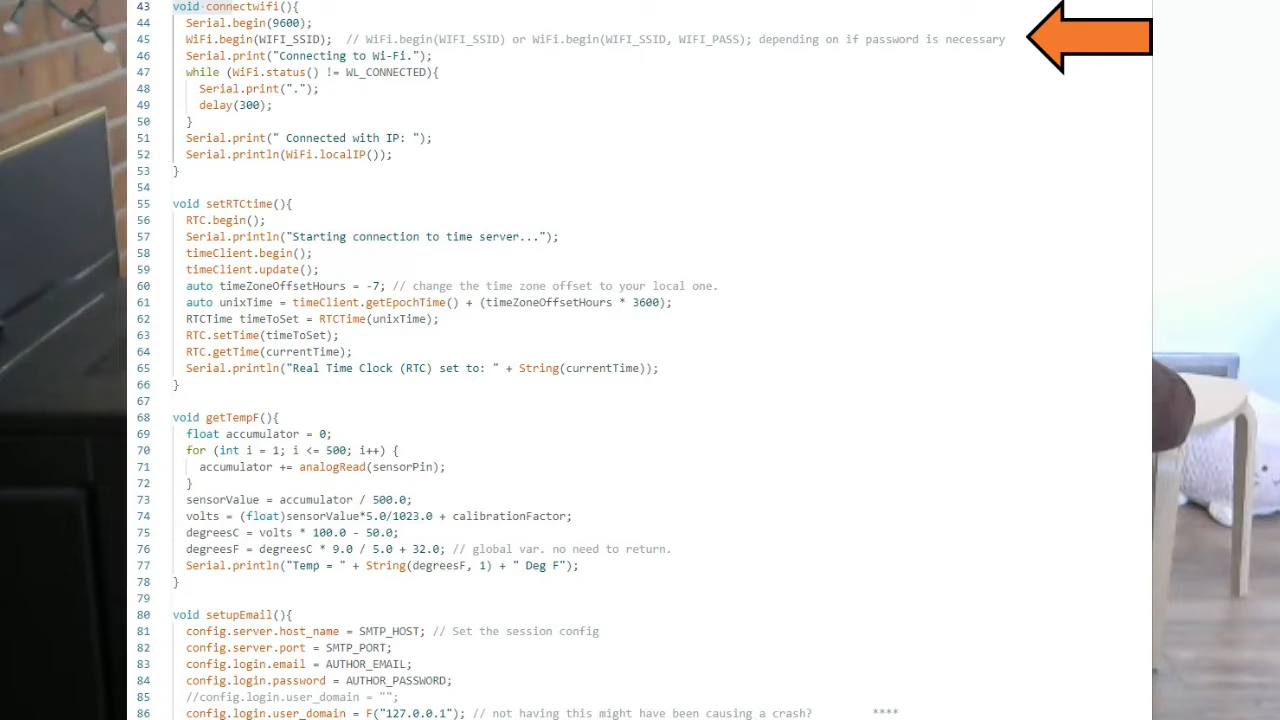 43 void connectwifi(){
44 Serial.begin(9600);
45 WiFi.begin(WIFI_SSID); // WiFi.begin(WIFI_SSID) or WiFi.begin(WIFI_SSID, WIFI_PASS); depending on if password is necessary
46 Serial.print("Connecting to Wi-Fi.");
47 while (WiFi.status() != WL_CONNECTED){
48 Serial.print(".");
49 delay(300);
50 }
51 Serial.print(" Connected with IP: ");
52 Serial.println(WiFi.localIP());
53 }
54
55 void setRTCtime(){
56 RTC.begin();
57 Serial.println("Starting connection to time server...");
58 timeClient.begin();
59 timeClient.update();
60 auto timeZoneOffsetHours = -7; // change the time zone offset to your local one.
61 auto unixTime = timeClient.getEpochTime() + (timeZoneOffsetHours * 3600);
62 RTCTime timeToSet = RTCTime(unixTime);
63 RTC.setTime(timeToSet);
64 RTC.getTime(currentTime);
65 Serial.println("Real Time Clock (RTC) set to: " + String(currentTime));
66 }
67
68 void getTempF(){
69 float accumulator = 0;
70 for (int i = 1; i <= 500; i++) {
71 accumulator += analogRead(sensorPin);
72 }
73 sensorValue = accumulator / 500.0;
74 volts = (float)sensorValue*5.0/1023.0 + calibrationFactor;
75 degreesC = volts * 100.0 - 50.0;
76 degreesF = degreesC * 9.0 / 5.0 + 32.0; // global var. no need to return.
77 Serial.println("Temp = " + String(degreesF, 1) + " Deg F");
78 }
79
80 void setupEmail(){
81 config.server.host_name = SMTP_HOST; // Set the session config
82 config.server.port = SMTP_PORT;
83 config.login.email = AUTHOR_EMAIL;
84 config.login.password = AUTHOR_PASSWORD;
85 //config.login.user_domain = "";
86 config.login.user_domain = F("127.0.0.1"); // not having this might have been causing a crash? ****